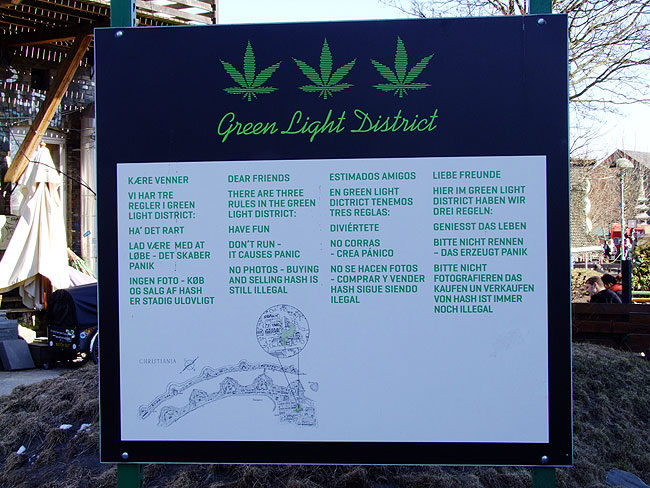 Green Light District
KÆRE VENNER
VI HAR TRE
REGLER I GREEN
LIGHT DISTRICT:
HA' DET RART
LAD VÆRE MED AT
LØBE - DET SKABER
PANIK
INGEN FOTO - KØB
OG SALG AF HASH
ER STADIG ULOVLIGT
DEAR FRIENDS
THERE ARE THREE
RULES IN THE GREEN
LIGHT DISTRICT:
HAVE FUN
DON'T RUN -
IT CAUSES PANIC
NO PHOTOS - BUYING
AND SELLING HASH IS
STILL ILLEGAL
ESTIMADOS AMIGOS
EN GREEN LIGHT
DICTRICT TENEMOS
TRES REGLAS:
DIVIÉRTETE
NO CORRAS
- CREA PÁNICO
NO SE HACEN FOTOS
- COMPRAR Y VENDER
HASH SIGUE SIENDO
ILEGAL
LIEBE FREUNDE
HIER IM GREEN LIGHT
DISTRICT HABEN WIR
DREI REGELN:
GENIESST DAS LEBEN
BITTE NICHT RENNEN
- DAS ERZEUGT PANIK
BITTE NICHT
FOTOGRAFIEREN DAS
KAUFEN UN VERKAUFEN
VON HASH IST IMMER
NOCH ILLEGAL
CHRISTIANIA